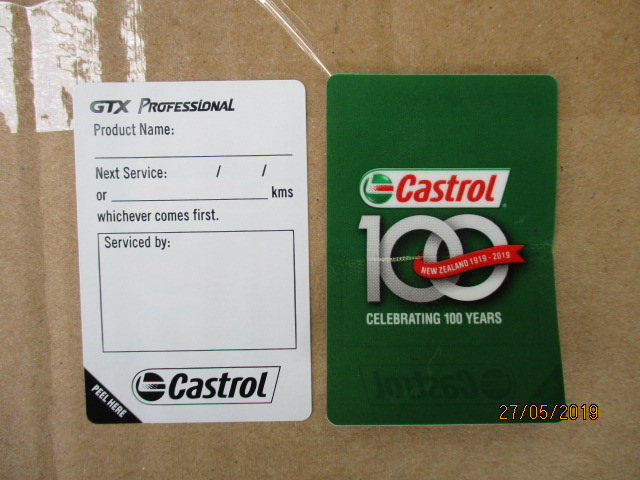 GTX PROFESSIONAL
Product Name:
Next Service: / /
or kms
whichever comes first.
Serviced by:
PEEL HERE
Castrol
Castrol
100
NEW ZEALAND 1919 - 2019
CELEBRATING 100 YEARS
27/05/2019